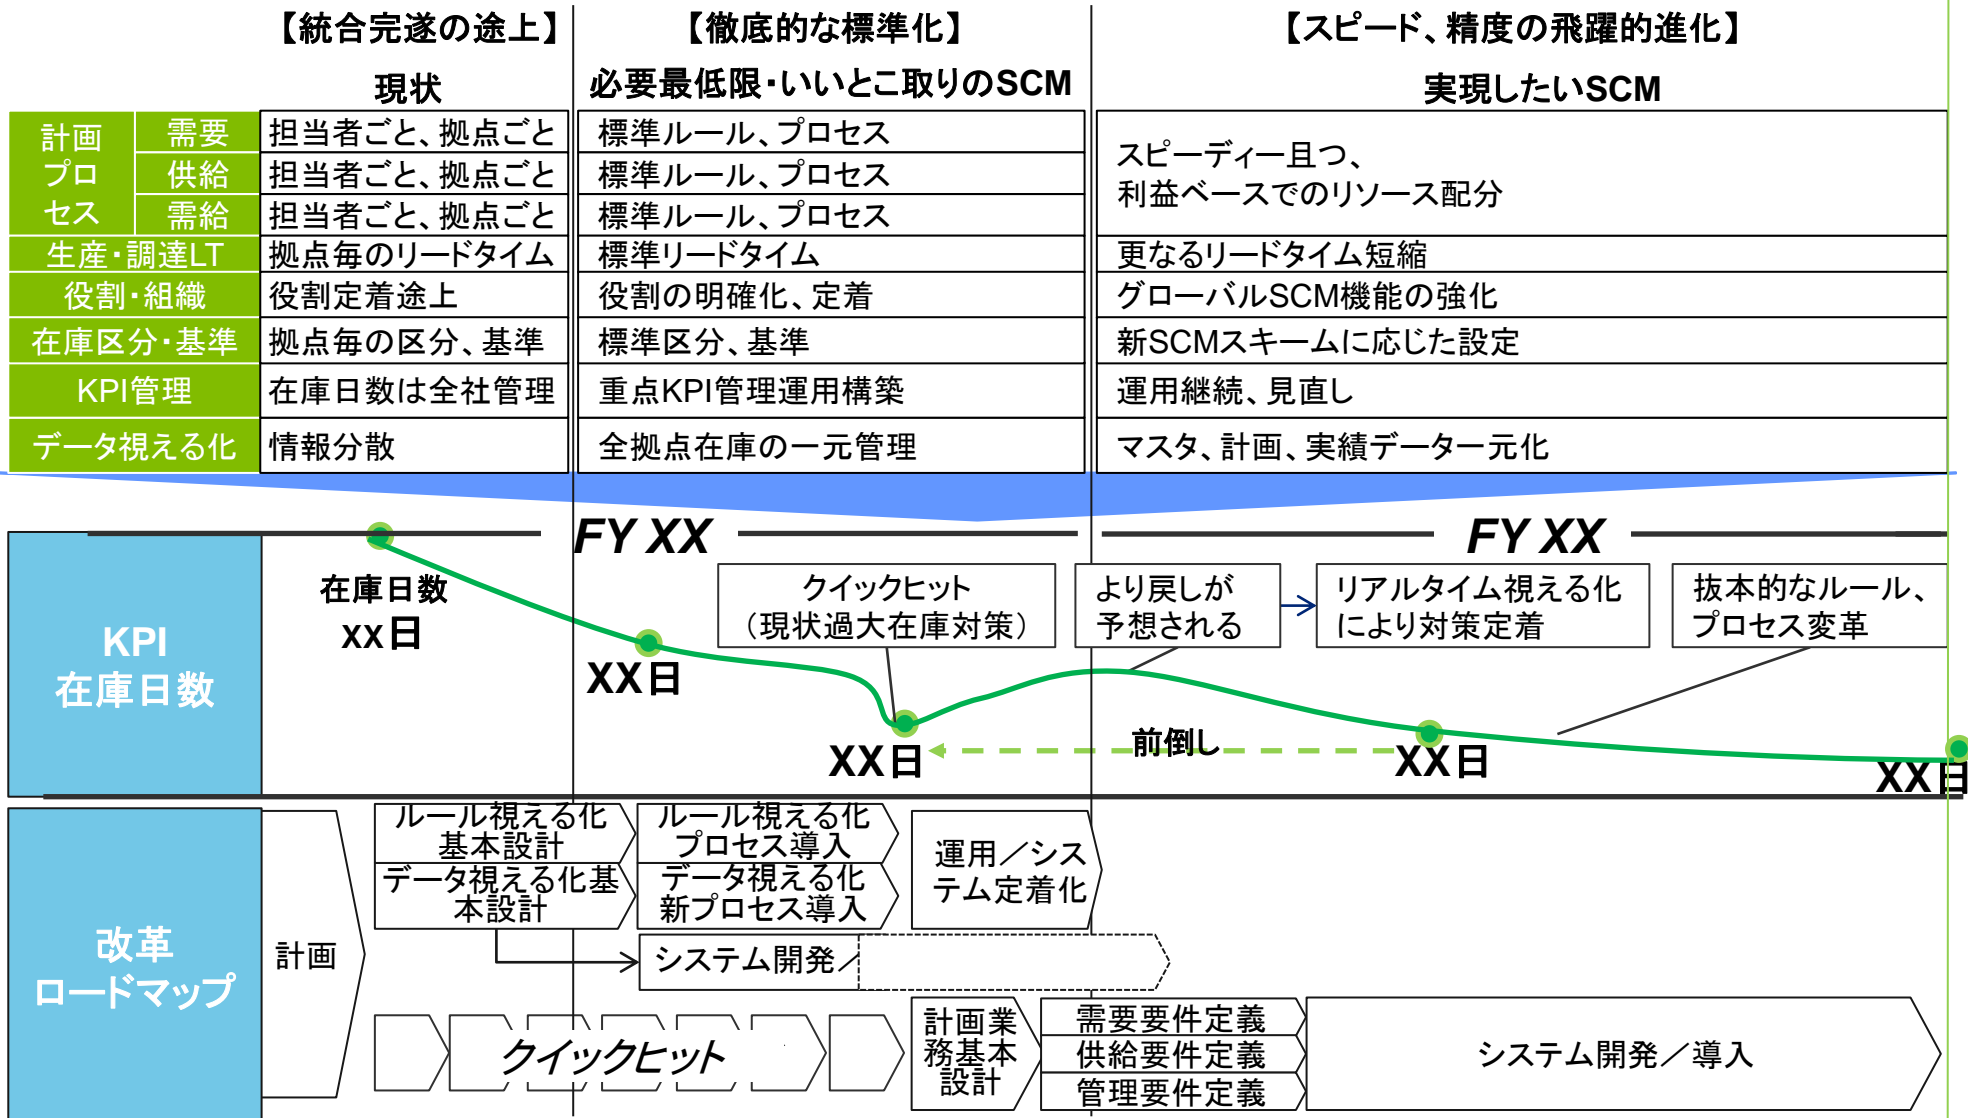 【統合完遂の途上】
【徹底的な標準化】
【スピード、精度の飛躍的進化】
現状
必要最低限・いいとこ取りのSCM
実現したいSCM
計画
プロ
セス
需要
担当者ごと、拠点ごと
標準ルール、プロセス
供給
担当者ごと、拠点ごと
標準ルール、プロセス
需給
担当者ごと、拠点ごと
標準ルール、プロセス
スピーディー且つ、
利益ベースでのリソース配分
生産・調達LT
拠点毎のリードタイム
標準リードタイム
更なるリードタイム短縮
役割・組織
役割定着途上
役割の明確化、定着
グローバルSCM機能の強化
在庫区分・基準
拠点毎の区分、基準
標準区分、基準
新SCMスキームに応じた設定
KPI管理
在庫日数は全社管理
重点KPI管理運用構築
運用継続、見直し
データ視える化
情報分散
全拠点在庫の一元管理
マスタ、計画、実績データ一元化
FY XX
FY XX
KPI
在庫日数
在庫日数
XX日
XX日
クイックヒット
（現状過大在庫対策）
より戻しが
予想される
リアルタイム視える化
により対策定着
抜本的なルール、
プロセス変革
XX日
前倒し
XX日
XX日
改革
ロードマップ
計画
ルール視える化
基本設計
データ視える化基
本設計
ルール視える化
プロセス導入
データ視える化
新プロセス導入
運用／シス
テム定着化
システム開発／
クイックヒット
計画業
務基本
設計
需要要件定義
供給要件定義
管理要件定義
システム開発／導入